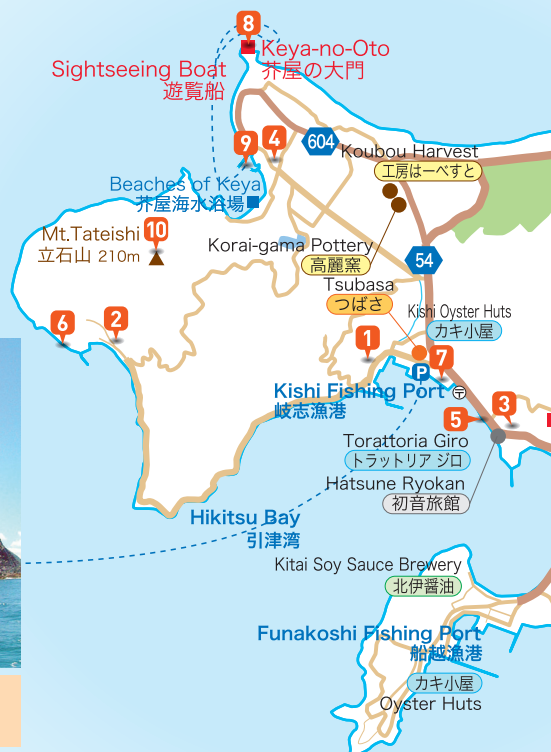 8
Keya-no-Oto
芥屋の大門
Sightseeing Boat
遊覧船
9
4
604
Koubou Harvest
工房はーべすと
Beaches of Keya
芥屋海水浴場
Mt.Tateishi
立石山 210m
10
Korai-gama Pottery
高麗窯
54
Tsubasa
つばさ
Kishi Oyster Huts
カキ小屋
6
2
1
7
P
Kishi Fishing Port 〒
岐志漁港
5
3
Torattoria Giro
トラットリア ジロ
Hatsune Ryokan
初音旅館
Hikitsu Bay
引津湾
Kitai Soy Sauce Brewery
北伊醤油
Funakoshi Fishing Port
船越漁港
カキ小屋
Oyster Huts